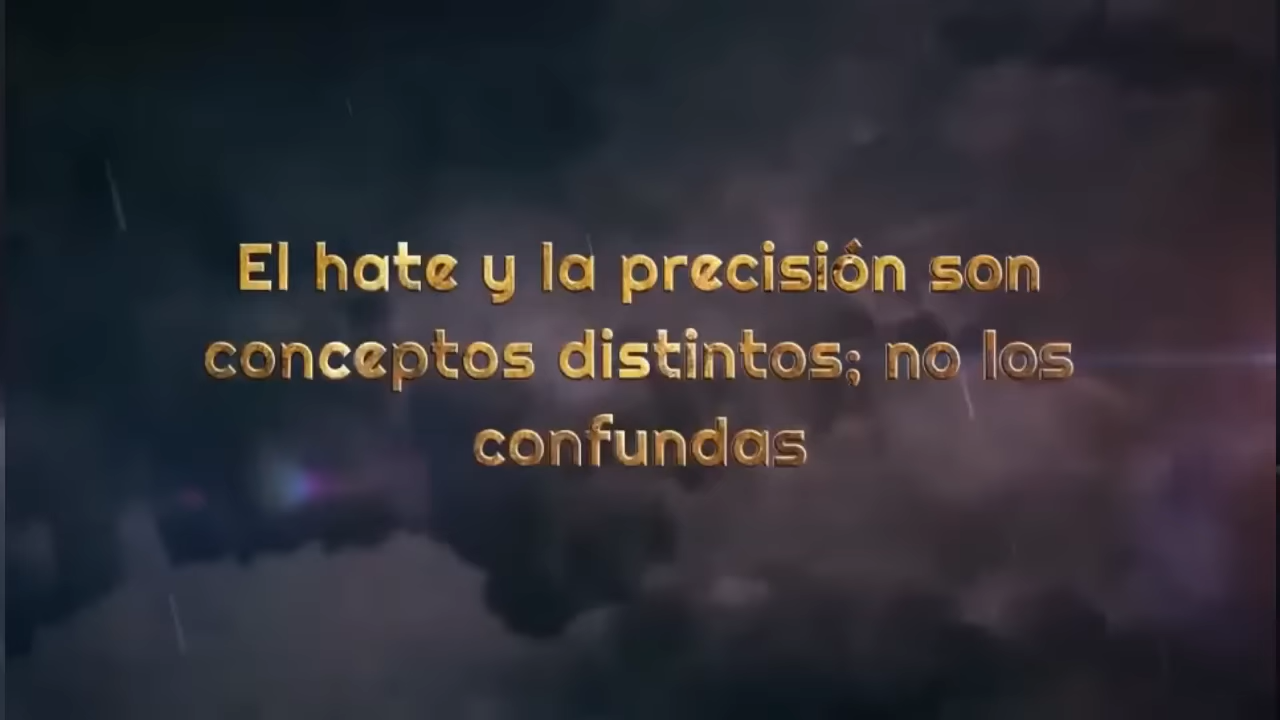 El hate y la precisión son
conceptos distintos; no los
confundas